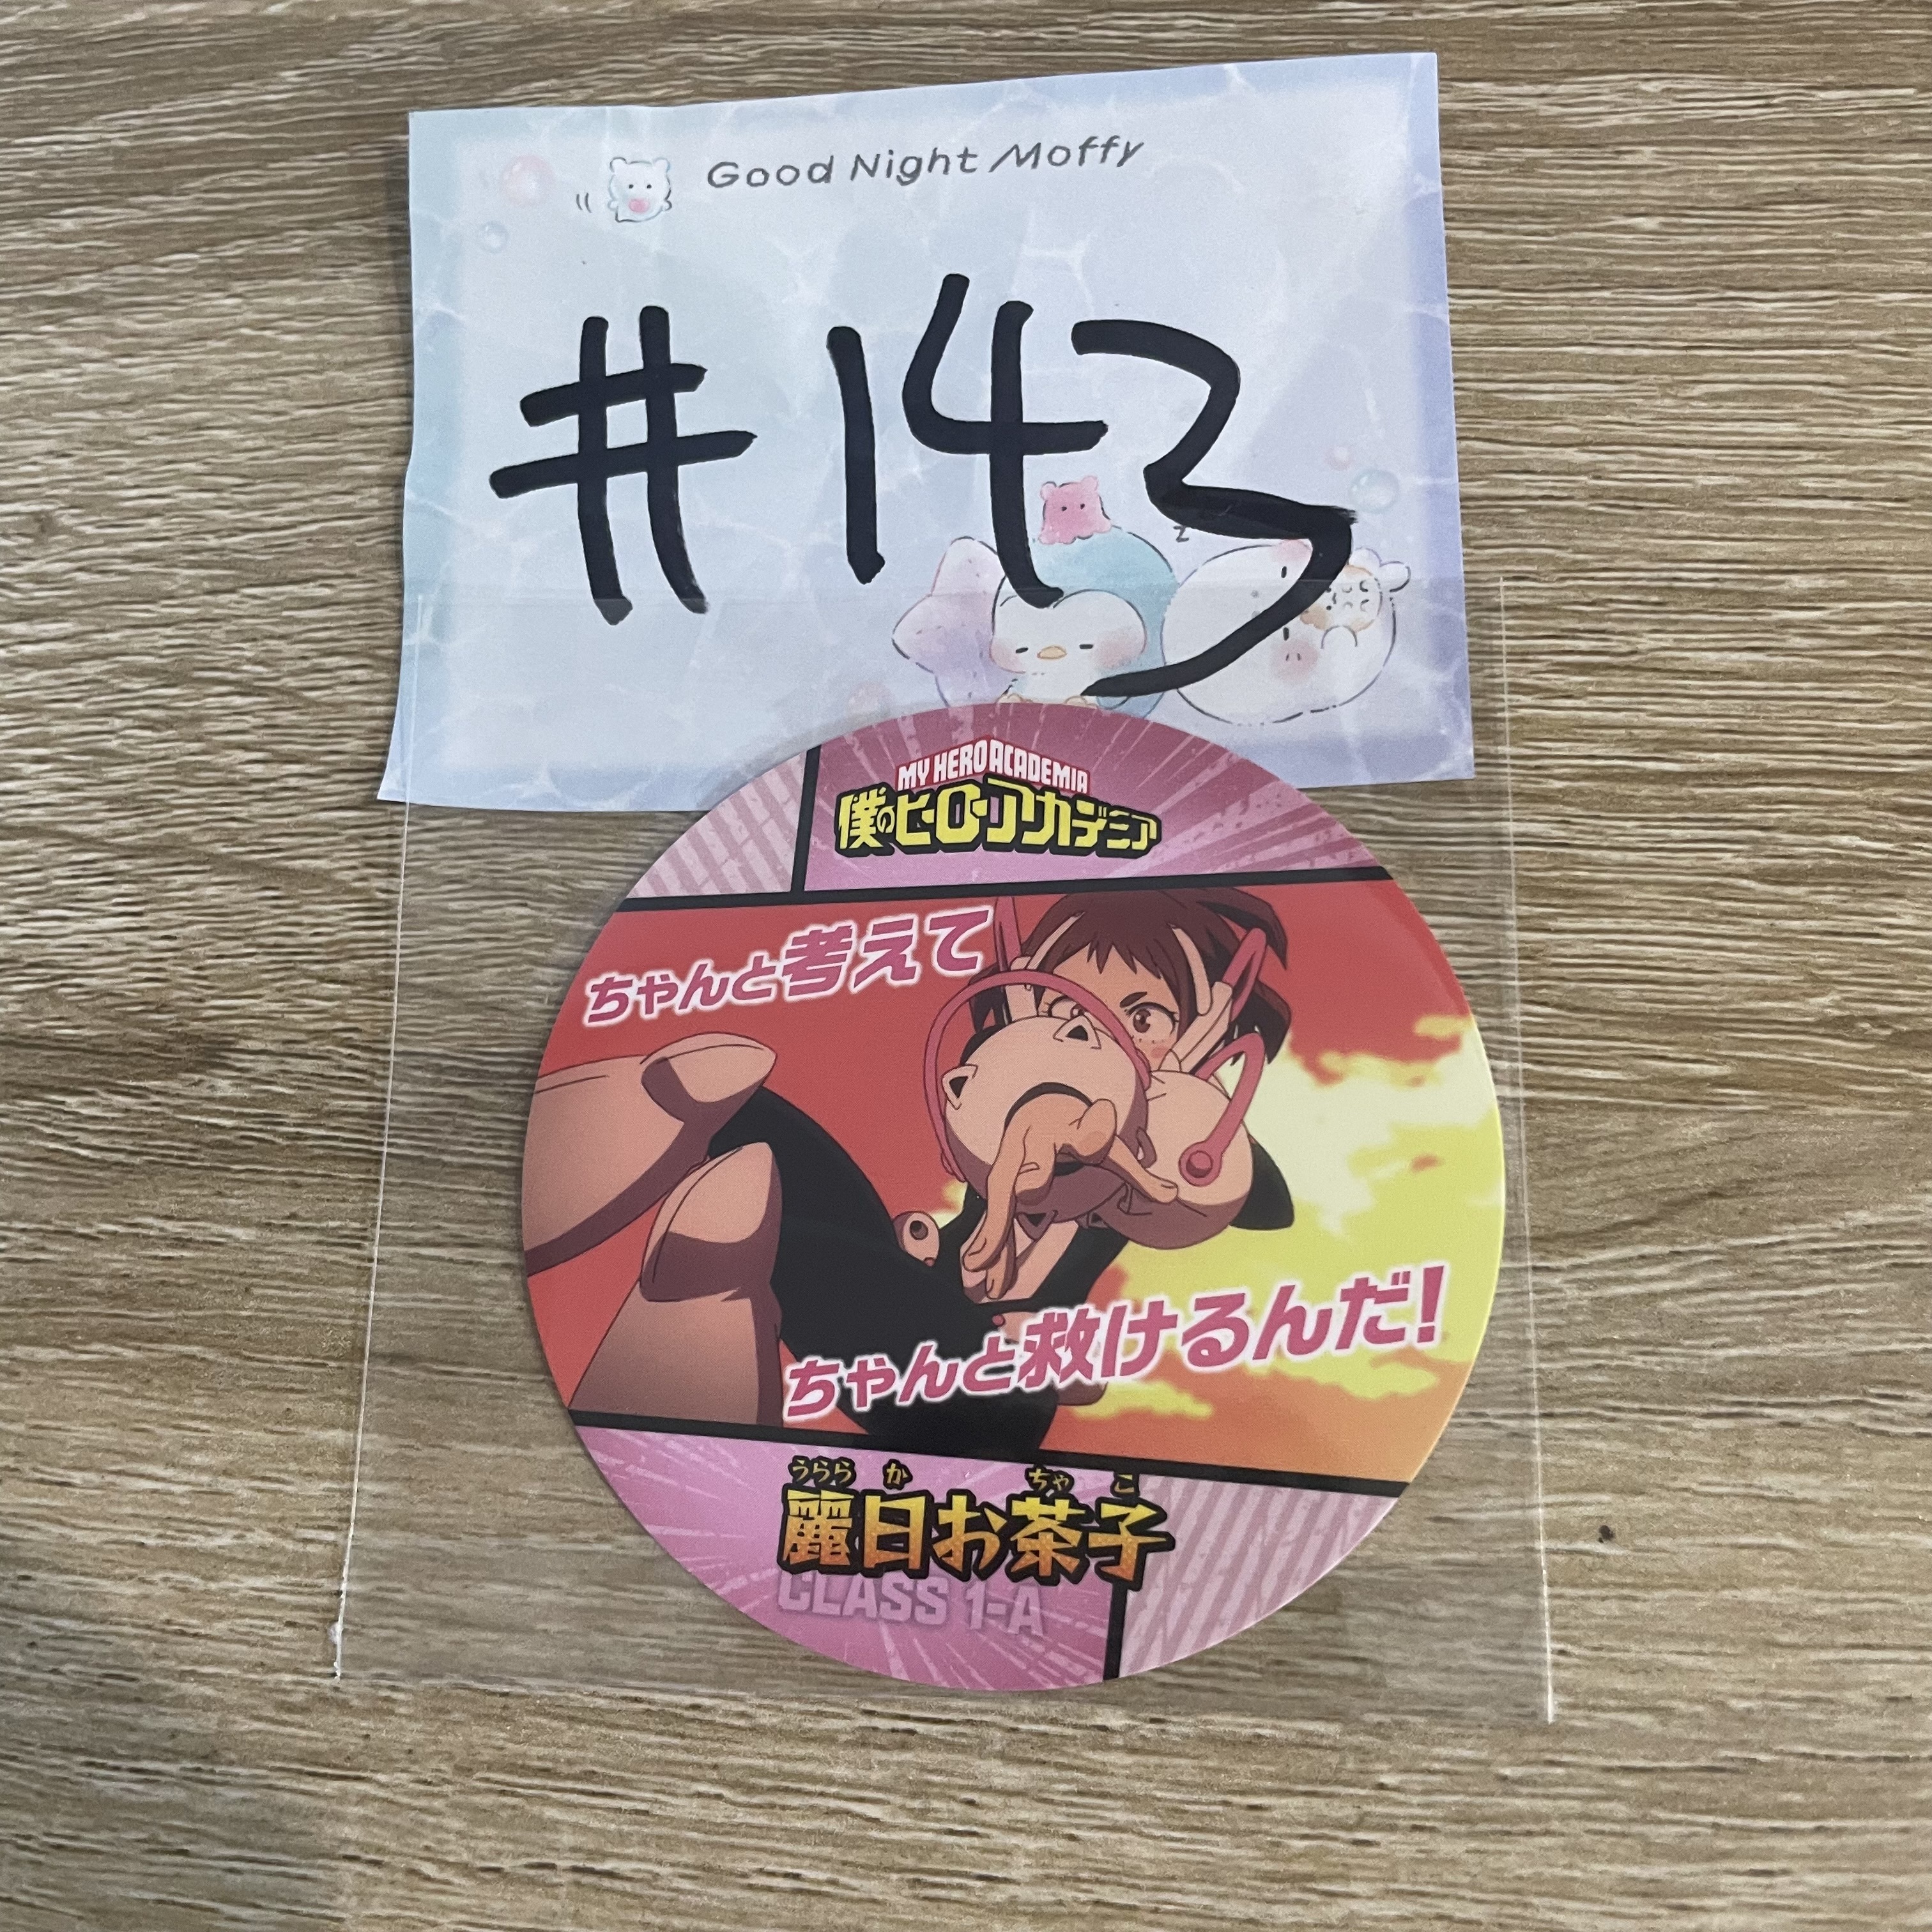 Good Night Moffy
#143
z
MY HERO ACADEMIA
僕のヒーローアカデミア
ちゃんと考えて
ちゃんと救けるんだ!
うらら か ちゃ こ
麗日お茶子
CLASS 1-A